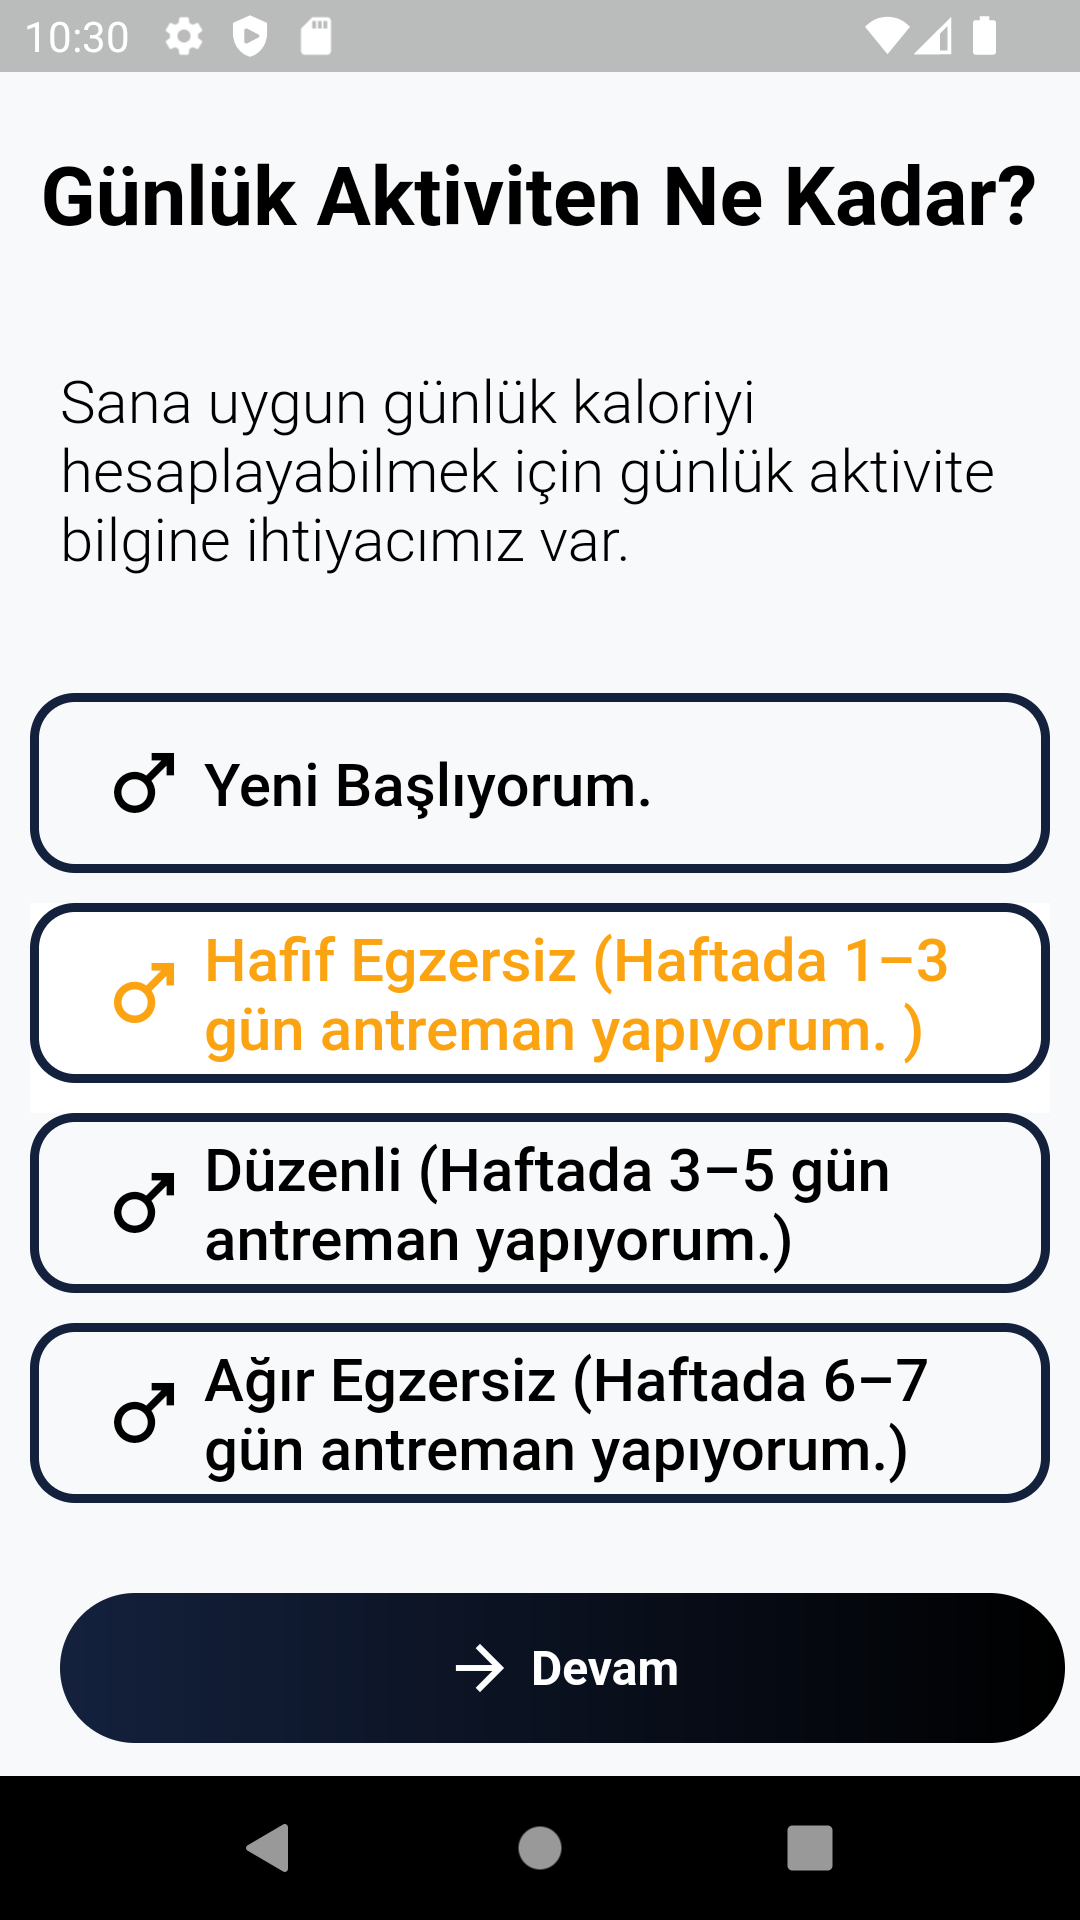 10:30
Günlük Aktiviten Ne Kadar?
Sana uygun günlük kaloriyi
hesaplayabilmek için günlük aktivite
bilgine ihtiyacımız var.
Yeni Başlıyorum.
Hafif Egzersiz (Haftada 1–3
gün antreman yapıyorum. )
Düzenli (Haftada 3–5 gün
antreman yapıyorum.)
Ağır Egzersiz (Haftada 6–7
gün antreman yapıyorum.)
Devam